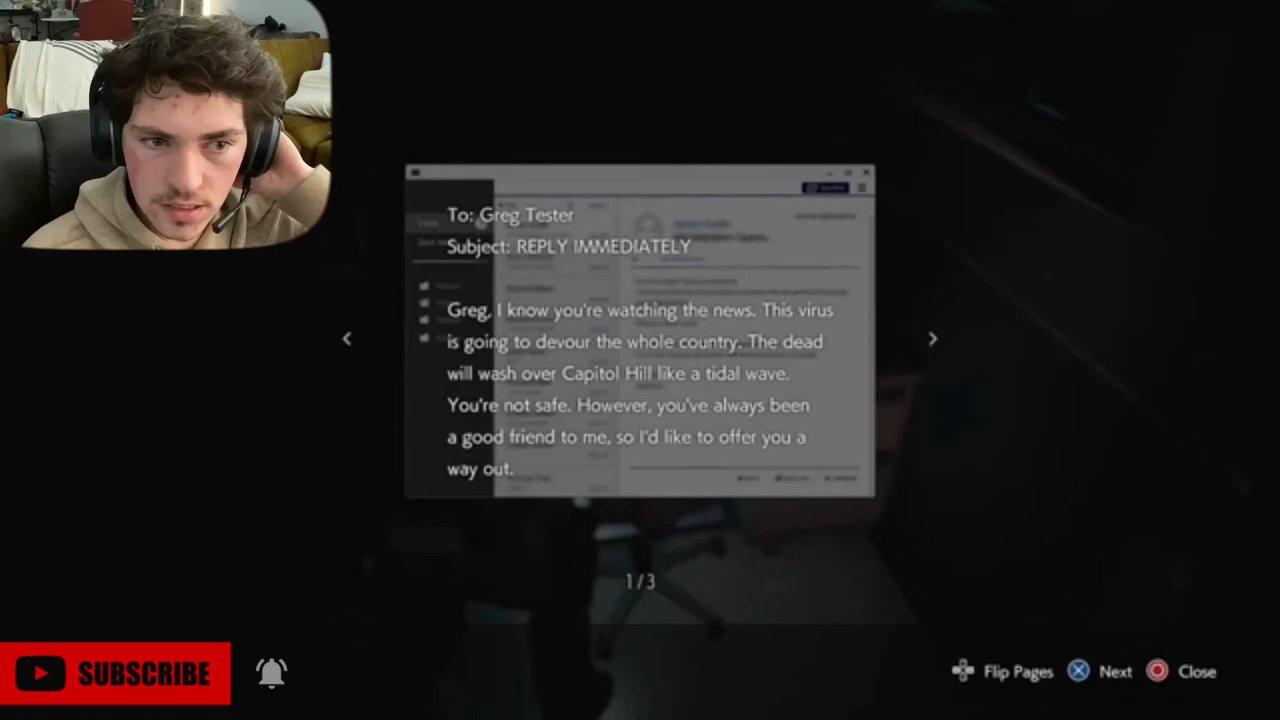 To: Greg Tester
Subject: REPLY IMMEDIATELY
Greg, I know you're watching the news. This virus
is going to devour the whole country. The dead
will wash over Capitol Hill like a tidal wave.
You're not safe. However, you've always been
a good friend to me, so I'd like to offer you a
way out.
1/3
SUBSCRIBE
Flip Pages Next Close